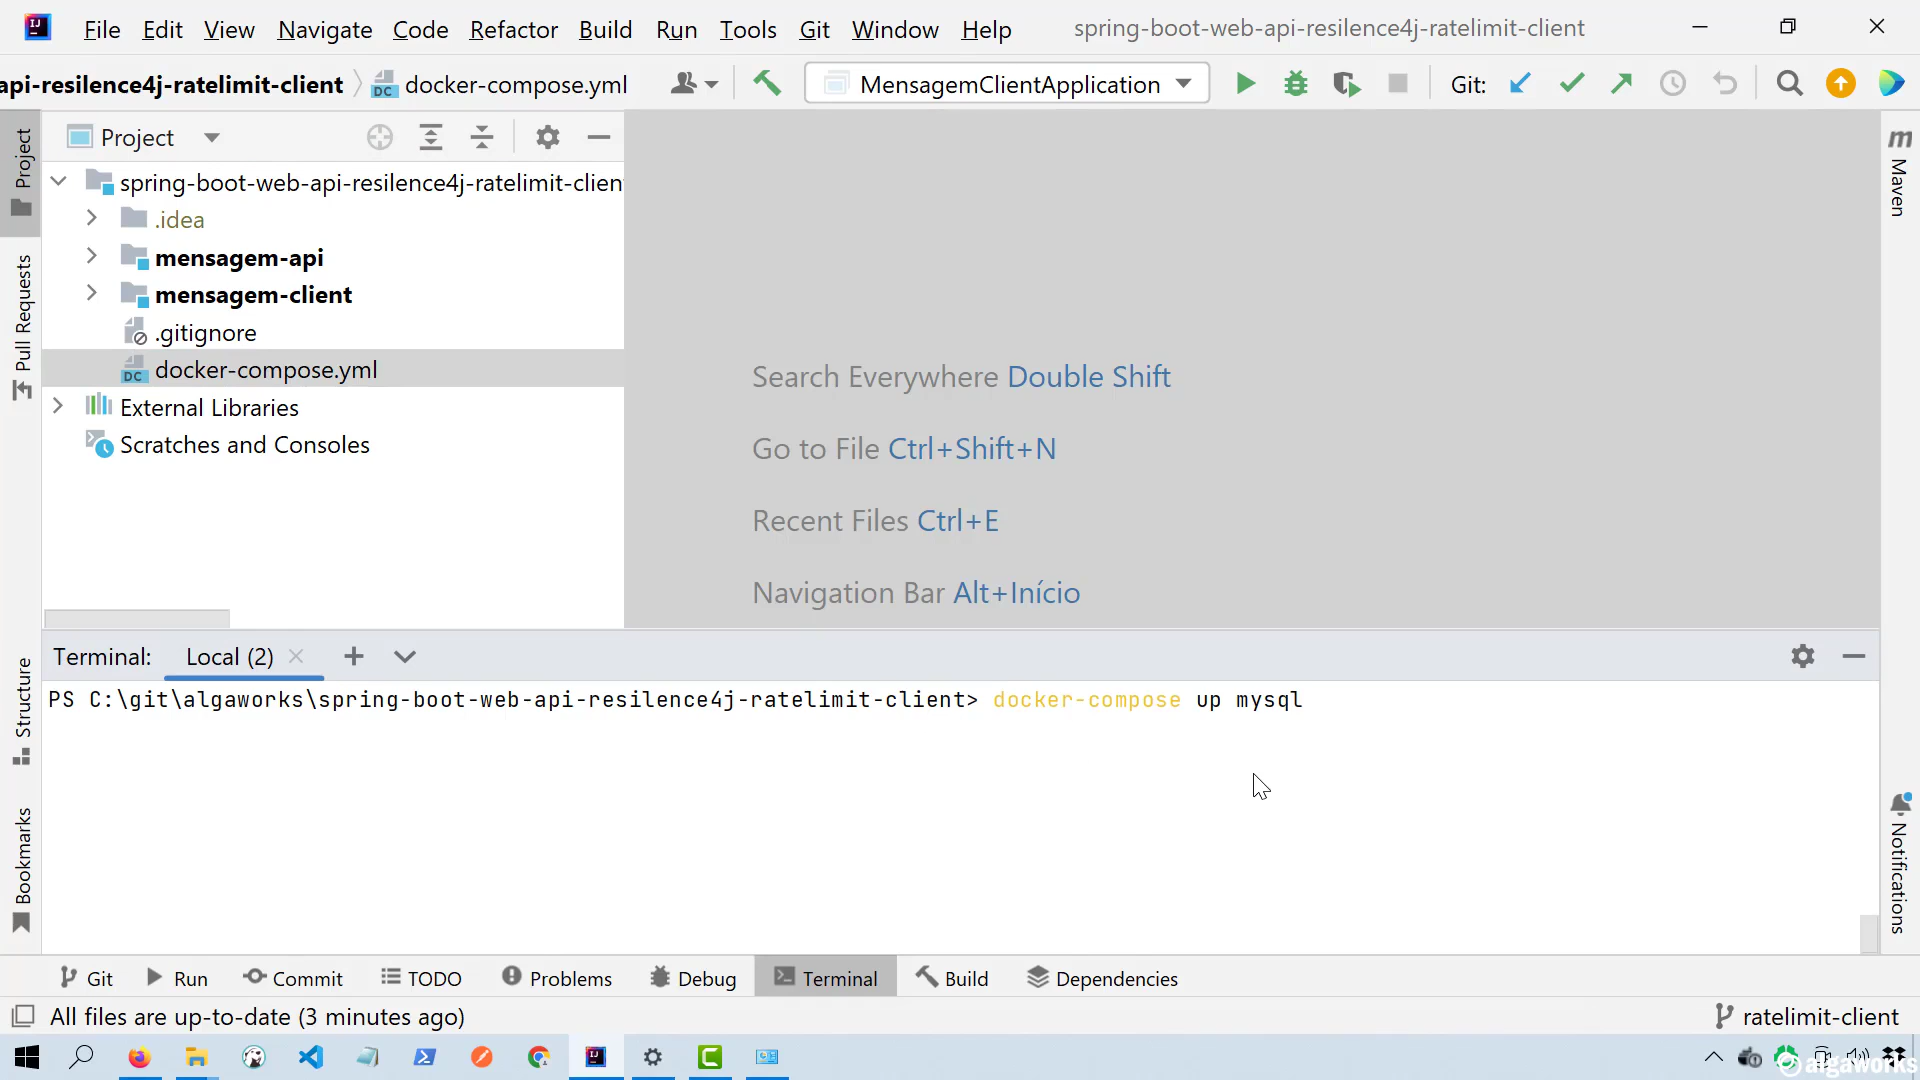 File Edit View Navigate Code Refactor Build Run Tools Git Window Help spring-boot-web-api-resilence4j-ratelimit-client
api-resilence4j-ratelimit-client docker-compose.yml MensagemClientApplication Git:
Project
spring-boot-web-api-resilence4j-ratelimit-clien
.idea
mensagem-api
mensagem-client
.gitignore
docker-compose.yml
External Libraries
Scratches and Consoles
Project
Pull Requests
Structure
Bookmarks
Search Everywhere Double Shift
Go to File Ctrl+Shift+N
Recent Files Ctrl+E
Navigation Bar Alt+Início
Maven
Notifications
Terminal: Local (2)
PS C:\git\algaworks\spring-boot-web-api-resilence4j-ratelimit-client> docker-compose up mysql
Git Run Commit TODO Problems Debug Terminal Build Dependencies
All files are up-to-date (3 minutes ago) ratelimit-client
algaworks